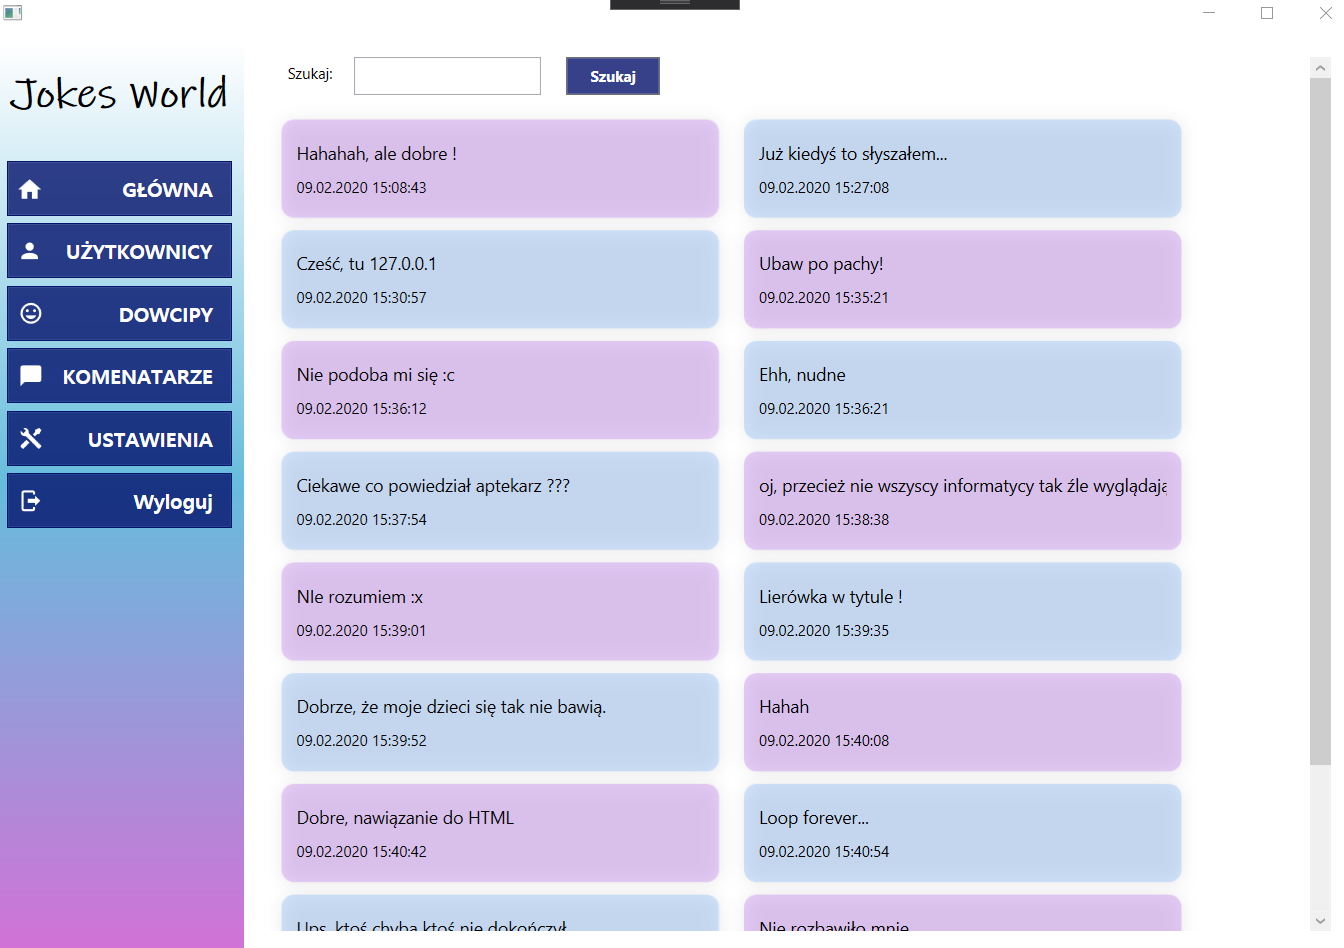 Jokes World
GŁÓWNA
UŻYTKOWNICY
DOWCIPY
KOMENATARZE
USTAWIENIA
Wyloguj
Szukaj:
Szukaj
Hahahah, ale dobre !
09.02.2020 15:08:43
Już kiedyś to słyszałem...
09.02.2020 15:27:08
Cześć, tu 127.0.0.1
09.02.2020 15:30:57
Ubaw po pachy!
09.02.2020 15:35:21
Nie podoba mi się :c
09.02.2020 15:36:12
Ehh, nudne
09.02.2020 15:36:21
Ciekawe co powiedział aptekarz ???
09.02.2020 15:37:54
oj, przecież nie wszyscy informatycy tak źle wyglądają
09.02.2020 15:38:38
NIe rozumiem :x
09.02.2020 15:39:01
Lierówka w tytule !
09.02.2020 15:39:35
Dobrze, że moje dzieci się tak nie bawią.
09.02.2020 15:39:52
Hahah
09.02.2020 15:40:08
Dobre, nawiązanie do HTML
09.02.2020 15:40:42
Loop forever...
09.02.2020 15:40:54
Ups, ktoś chyba ktoś nie dokończył
Nie rozbawiło mnie